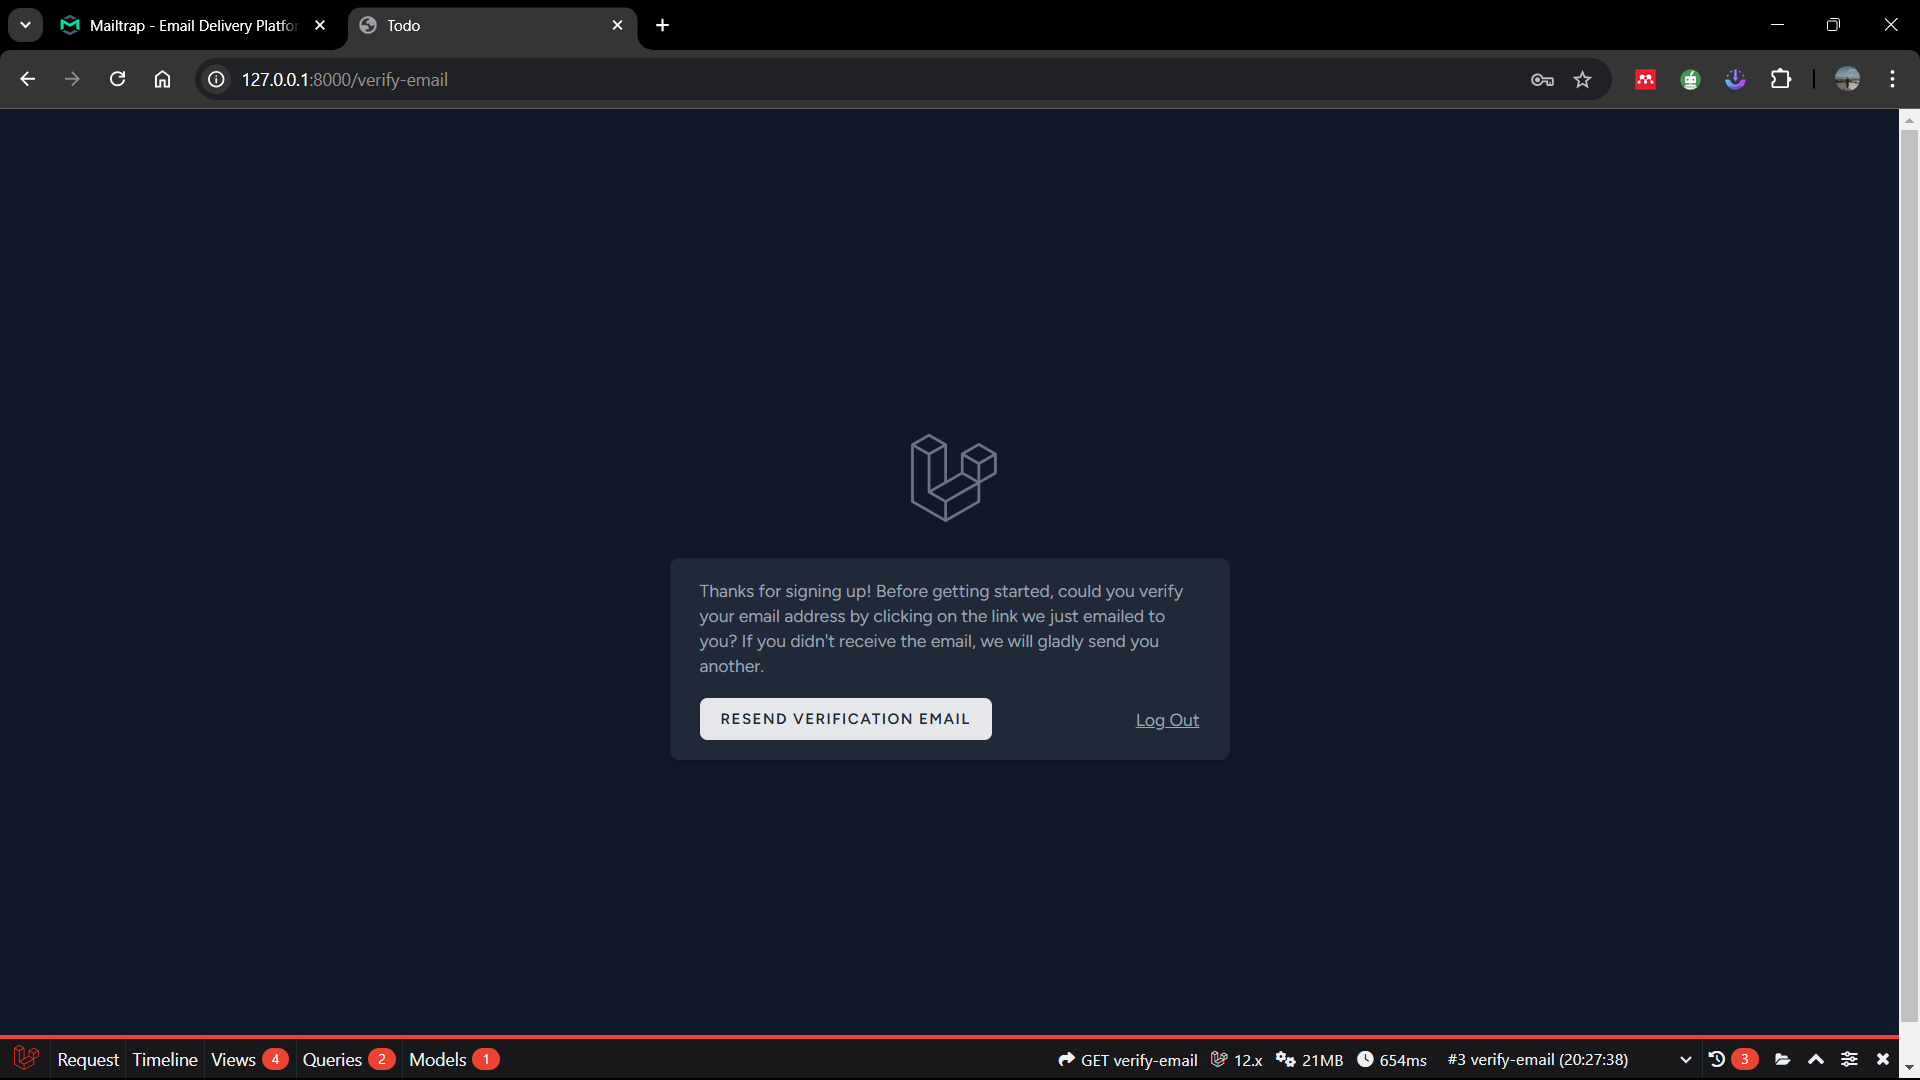 Mailtrap - Email Delivery Platfor
Todo
127.0.0.1:8000/verify-email
Thanks for signing up! Before getting started, could you verify
your email address by clicking on the link we just emailed to
you? If you didn't receive the email, we will gladly send you
another.
RESEND VERIFICATION EMAIL
Log Out
Request Timeline Views 4 Queries 2 Models 1 GET verify-email 12.x 21MB 654ms #3 verify-email (20:27:38) 3